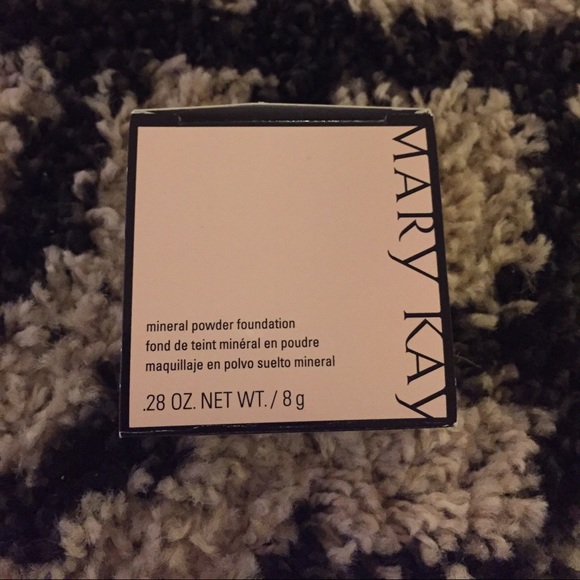 MARY KAY
mineral powder foundation
fond de teint minéral en poudre
maquillaje en polvo suelto mineral
.28 OZ. NET WT. / 8 g